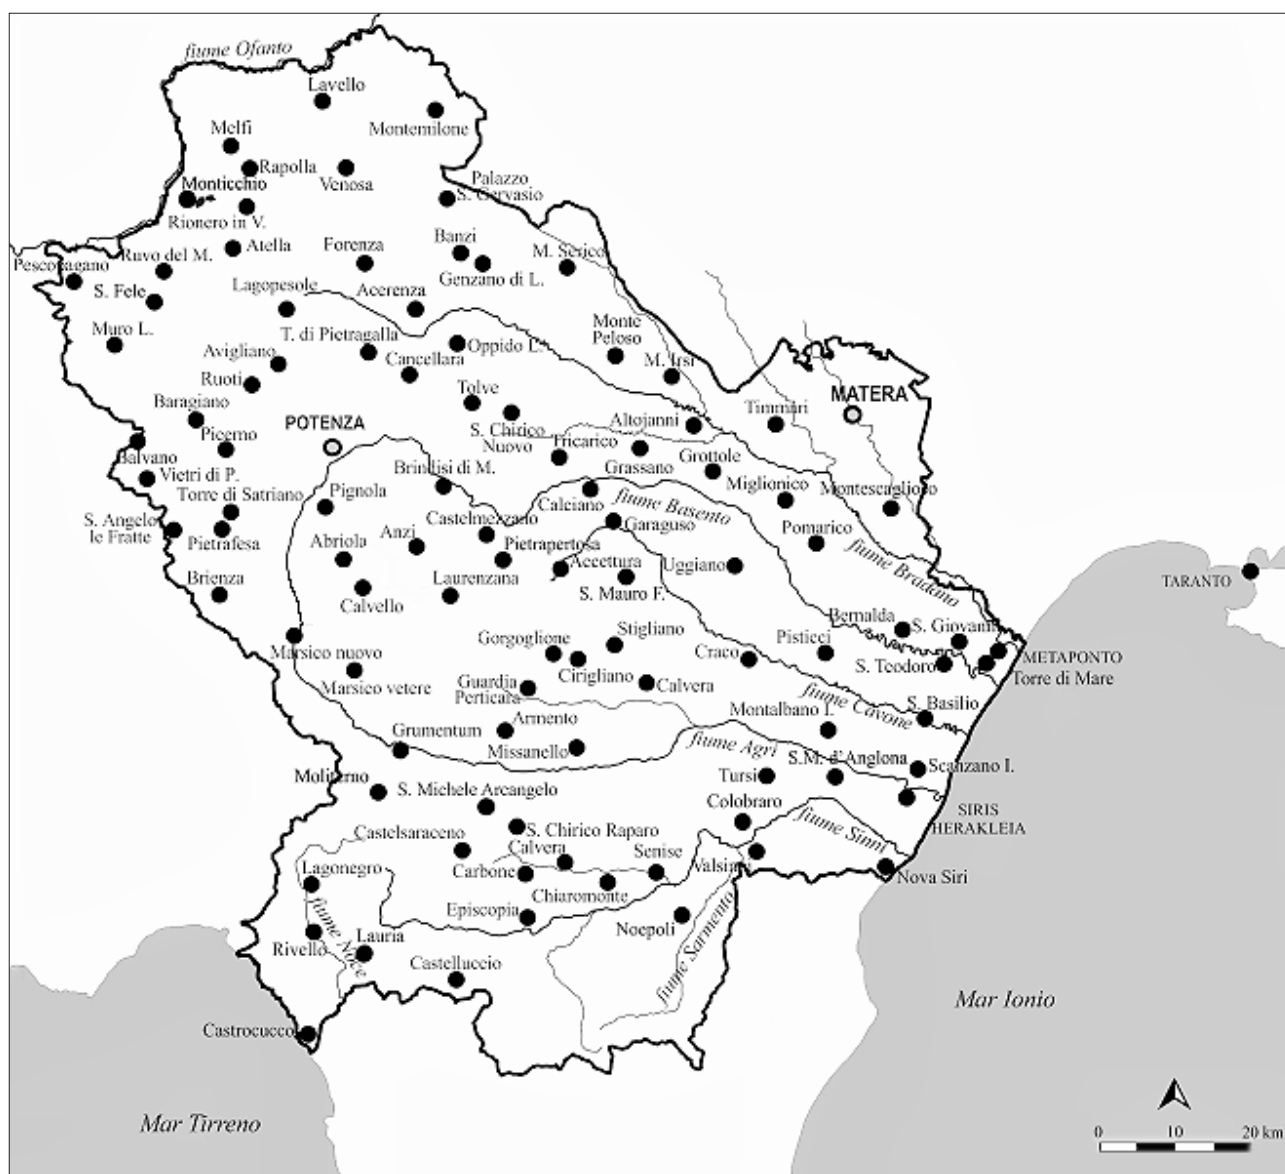 fiume Ofanto
Lavello
Montemilone
Melfi
Rapolla
Venosa
Palazzo
S. Gervasio
Monticchio
Rionero in V.
Atella
Ruvo del M.
Forenza
Banzi
Genzano di L.
M. Serico
Pescopagano
S. Fele
Lagopesole
Acerenza
Muro L.
T. di Pietragalla
Oppido L.
Monte
Peloso
M. Irsi
Avigliano
Cancellara
Ruoti
Tolve
Baragiano
S. Chirico
Nuovo
Altojanni
Timmari
MATERA
POTENZA
Picerno
Balvano
Tricarico
Grassano
Grottole
Vietri di P.
Brindisi di M.
Miglionico
Montescaglioso
Torre di Satriano
Pignola
Calciano
fiume Basento
S. Angelo
le Fratte
Pietrafesa
Castelmezzano
Garaguso
Pomarico
Abriola
Anzi
Pietrapertosa
Accettura
Uggiano
fiume Bradano
TARANTO
Brienza
Calvello
Laurenzana
S. Mauro F.
Bernalda
S. Giovanni
Gorgoglione
Stigliano
Pisticci
Marsico nuovo
Cirigliano
Craco
S. Teodoro
METAPONTO
Torre di Mare
Marsico vetere
Guardia
Perticara
Calvera
fiume Cavone
S. Basilio
Armento
Montalbano I.
Grumentum
Missanello
fiume Agri
S.M. d'Anglona
Scanzano I.
Moliterno
Tursi
S. Michele Arcangelo
Colobraro
SIRIS
HERAKLEIA
S. Chirico Raparo
fiume Sinni
Castelsaraceno
Calvera
Senise
Valsinni
Lagonegro
Carbone
Chiaromonte
Nova Siri
Episcopia
Noepoli
fiume Sarmento
fiume Noce
Rivello
Lauria
Castelluccio
Mar Ionio
Castrocucco
Mar Tirreno
0 10 20 km